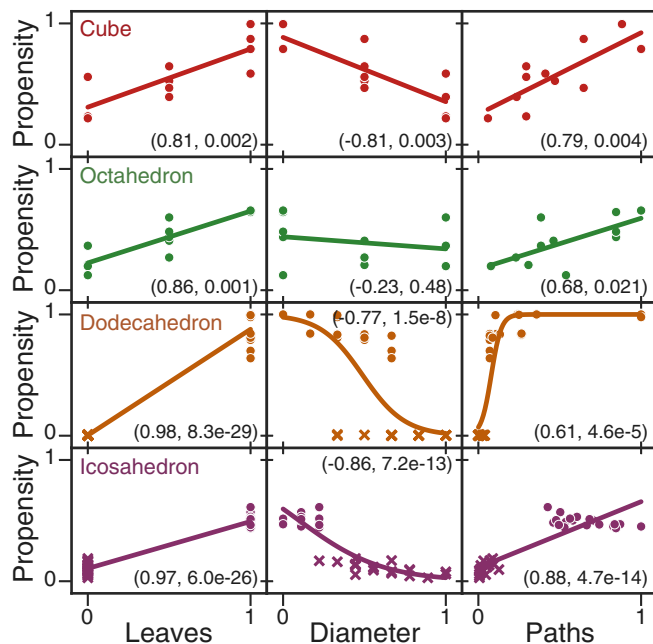 Propensity
1
0
Cube
(0.81, 0.002)
(-0.81, 0.003)
(0.79, 0.004)
Propensity
1
0
Octahedron
(0.86, 0.001)
(-0.23, 0.48)
(0.68, 0.021)
Propensity
1
0
Dodecahedron
(0.98, 8.3e-29)
(-0.77, 1.5e-8)
(0.61, 4.6e-5)
Propensity
1
0
Icosahedron
(0.97, 6.0e-26)
(-0.86, 7.2e-13)
(0.88, 4.7e-14)
0 1 0 1 0 1
Leaves Diameter Paths